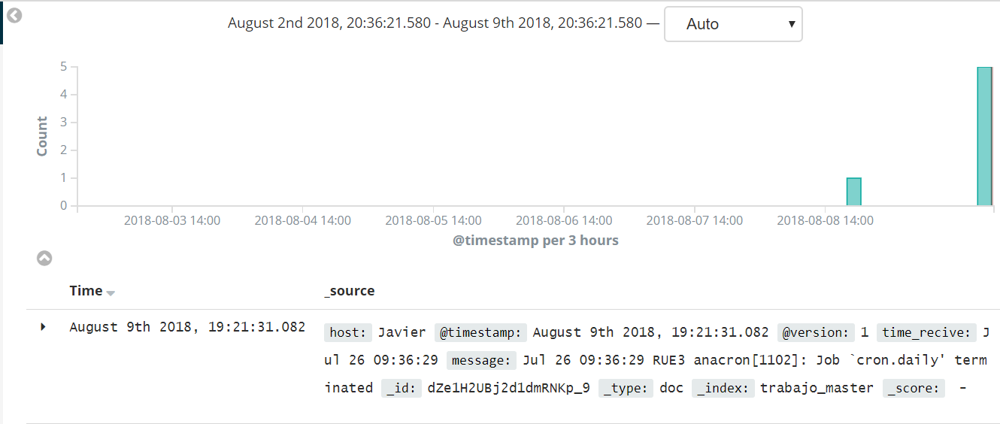 August 2nd 2018, 20:36:21.580 - August 9th 2018, 20:36:21.580 — Auto
5
4
3
2
1
0
Count
2018-08-03 14:00 2018-08-04 14:00 2018-08-05 14:00 2018-08-06 14:00 2018-08-07 14:00 2018-08-08 14:00
@timestamp per 3 hours
Time _source
August 9th 2018, 19:21:31.082 host: Javier @timestamp: August 9th 2018, 19:21:31.082 @version: 1 time_recive: J
ul 26 09:36:29 message: Jul 26 09:36:29 RUE3 anacron[1102]: Job `cron.daily' term
inated _id: dZe1H2UBj2d1dmRNKp_9 _type: doc _index: trabajo_master _score: -